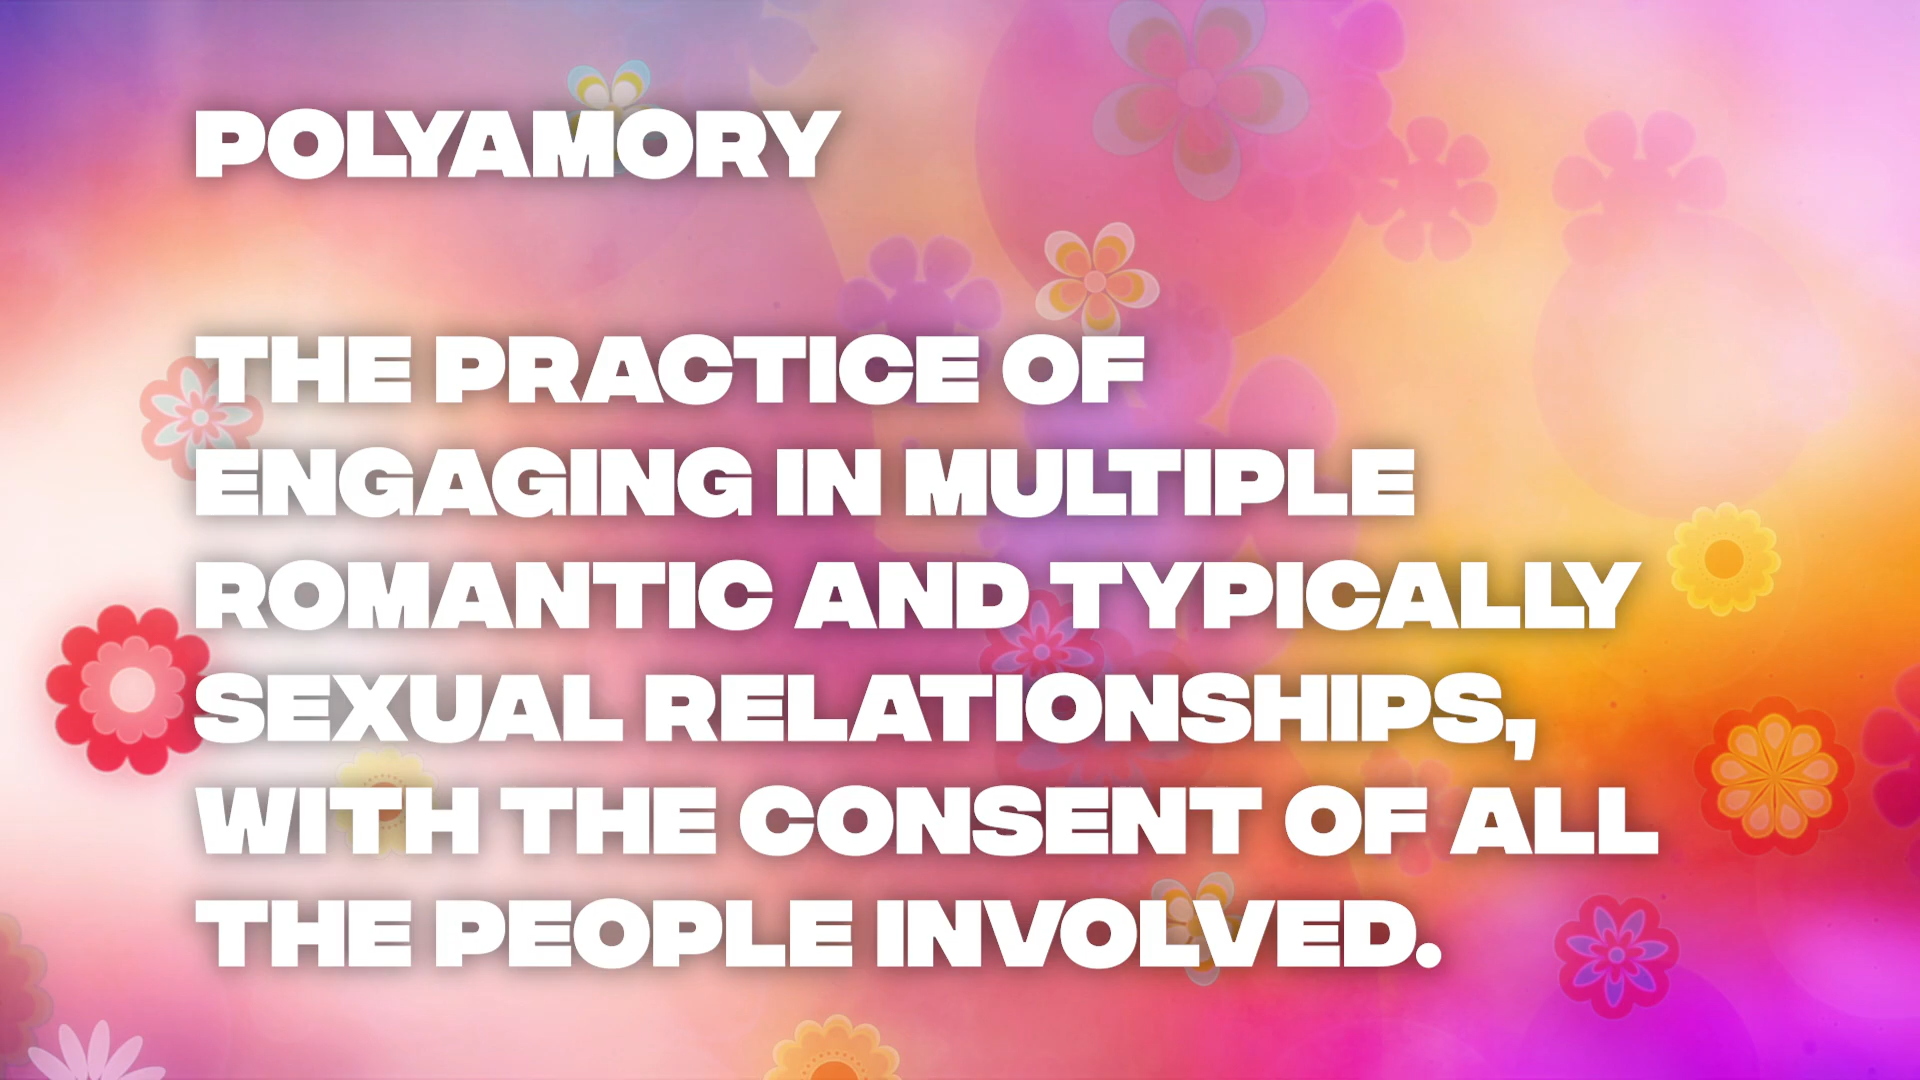 POLYAMORY
THE PRACTICE OF
ENGAGING IN MULTIPLE
ROMANTIC AND TYPICALLY
SEXUAL RELATIONSHIPS,
WITH THE CONSENT OF ALL
THE PEOPLE INVOLVED.